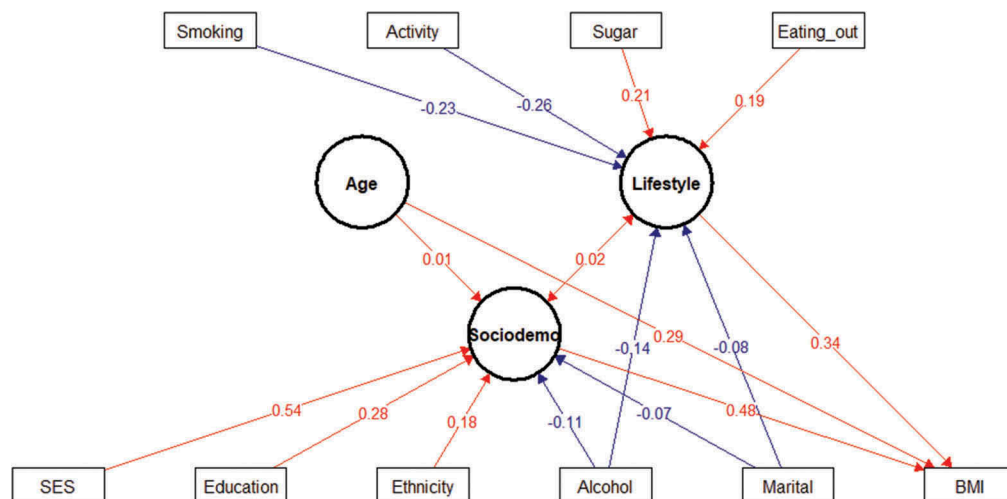 Smoking Activity Sugar Eating_out
-0.23 -0.26 0.21 0.19
Age Lifestyle
0.01 0.02
Sociodemo -0.14 0.29 -0.08 0.34
0.54 0.28 0.18 -0.11 -0.07 0.48
SES Education Ethnicity Alcohol Marital BMI